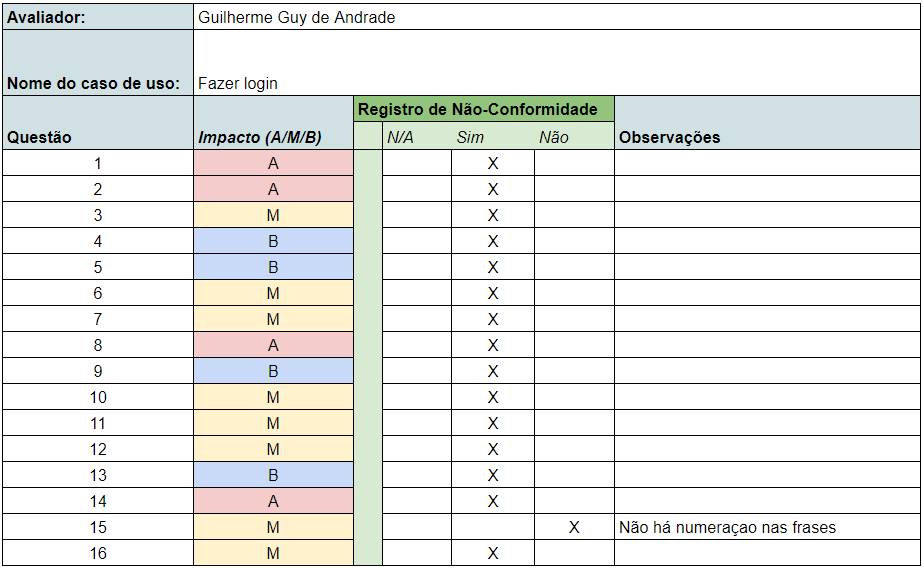 Avaliador: Guilherme Guy de Andrade
Nome do caso de uso: Fazer login
Registro de Não-Conformidade
Questão Impacto (A/M/B) N/A Sim Não Observações
1 A X
2 A X
3 M X
4 B X
5 B X
6 M X
7 M X
8 A X
9 B X
10 M X
11 M X
12 M X
13 B X
14 A X
15 M X Não há numeraçao nas frases
16 M X